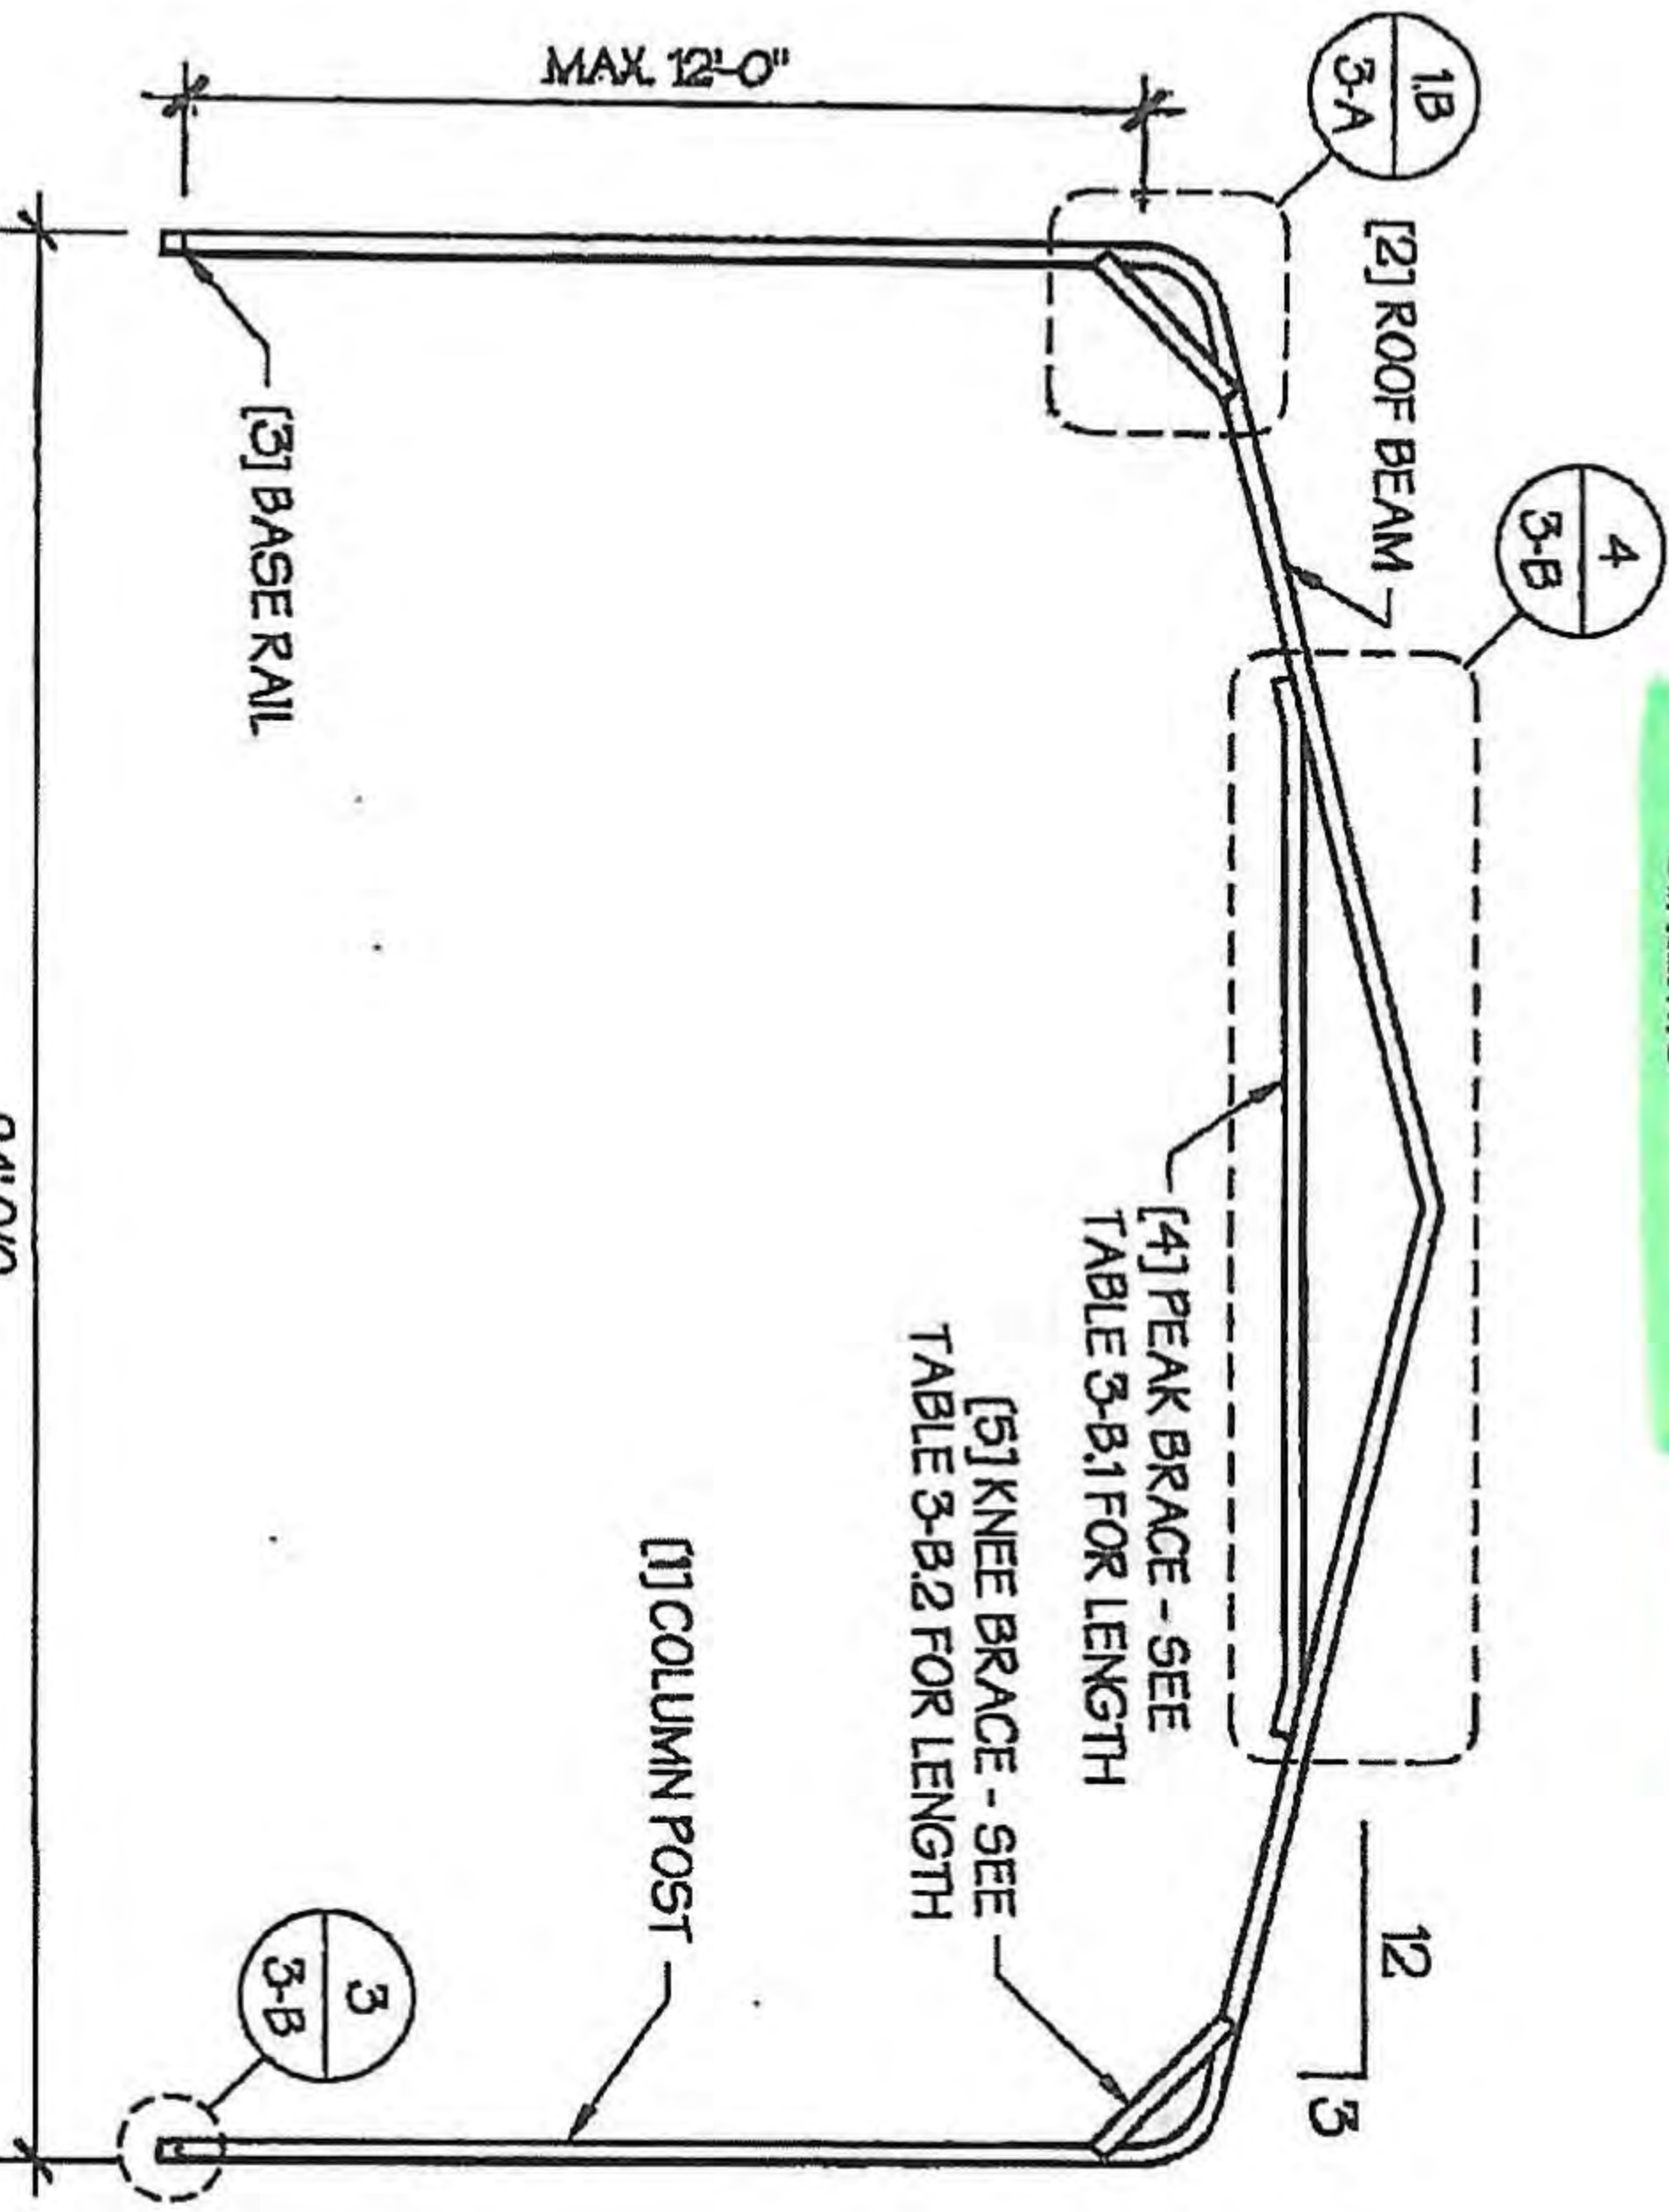 4
3-B
1.B
3-A
[2] ROOF BEAM
12
3
MAX. 12'-0"
[4] PEAK BRACE - SEE
TABLE 3-B.1 FOR LENGTH
[5] KNEE BRACE - SEE
TABLE 3-B.2 FOR LENGTH
[1] COLUMN POST
[3] BASE RAIL
3
3-B